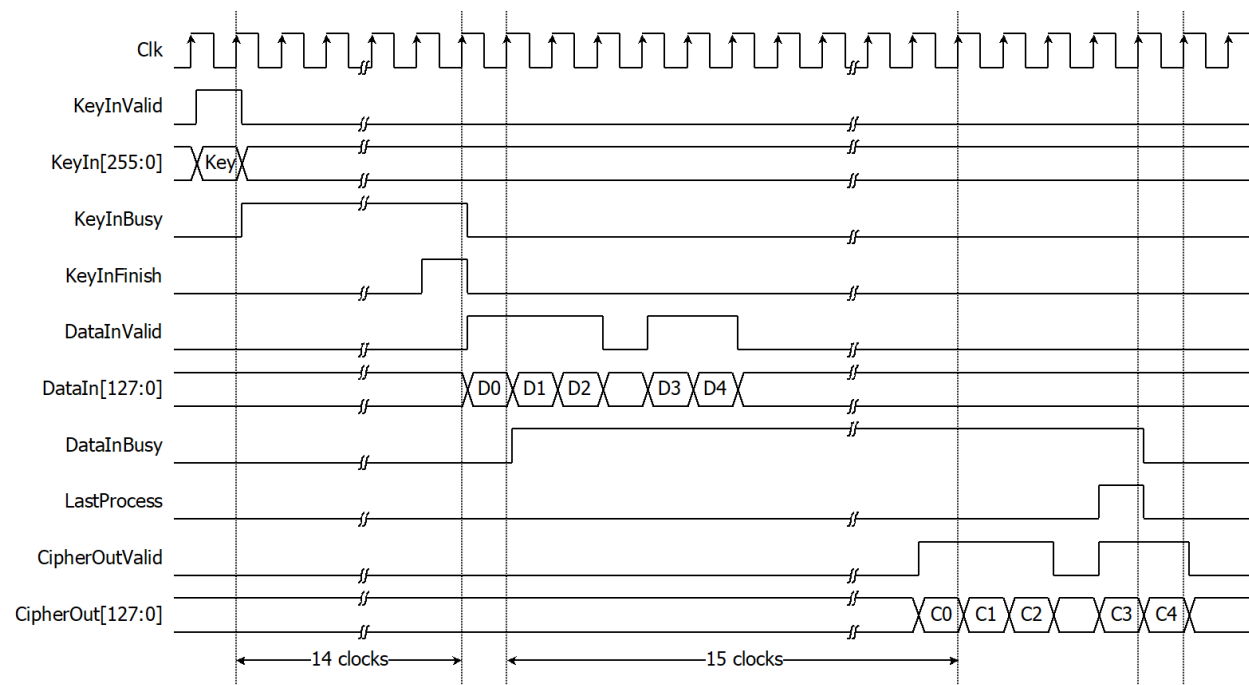 Clk
KeyInValid
KeyIn[255:0] Key
KeyInBusy
KeyInFinish
DataInValid
DataIn[127:0] D0 D1 D2 D3 D4
DataInBusy
LastProcess
CipherOutValid
CipherOut[127:0] C0 C1 C2 C3 C4
14 clocks 15 clocks